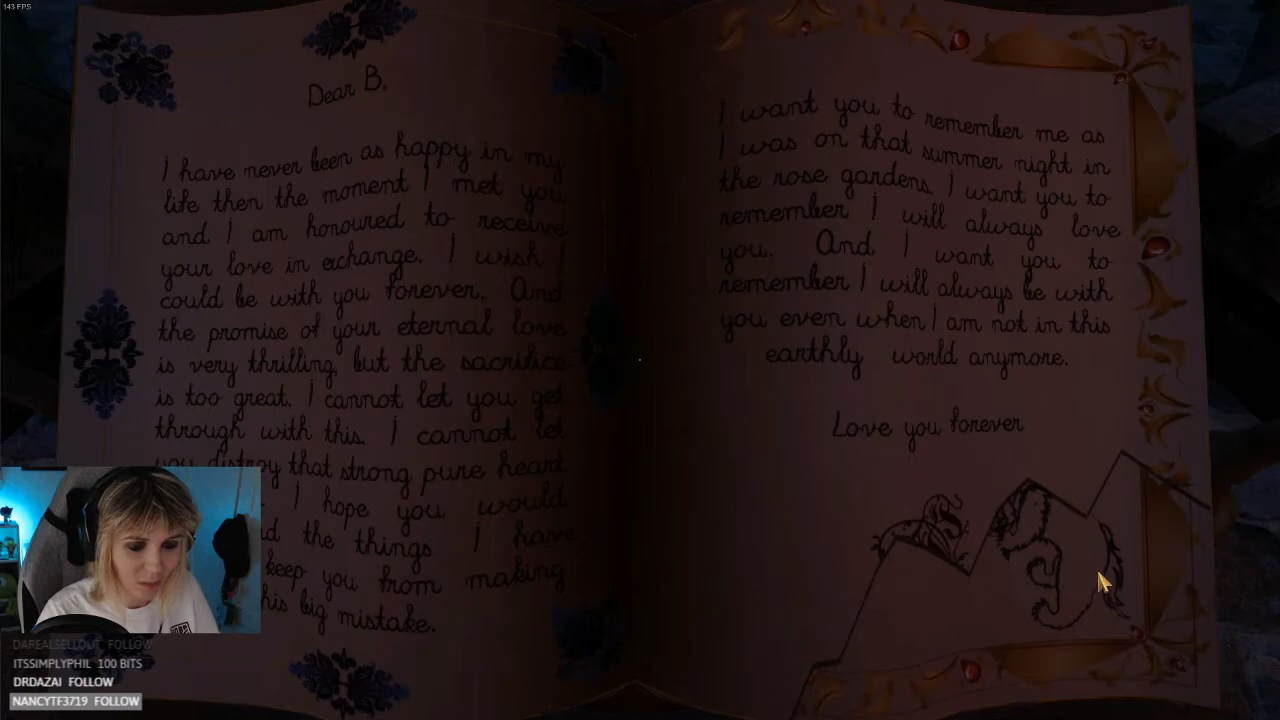 143 FPS
Dear B,
I have never been as happy in my
life then the moment I met you
and I am honoured to receive
your love in exchange. I wish I
could be with you forever. And
the promise of your eternal love
is very thrilling, but the sacrifice
is too great. I cannot let you get
through with this. I cannot let
you distroy that strong pure heart
I hope you would
the things I have
keep you from making
his big mistake.
I want you to remember me as
I was on that summer night in
the rose gardens. I want you to
remember I will always love
you. And I want you to
remember I will always be with
you even when I am not in this
earthly world anymore.
Love you forever
DAREALSELLOUT FOLLOW
ITSSIMPLYPHIL 100 BITS
DRDAZAI FOLLOW
NANCYTF3719 FOLLOW